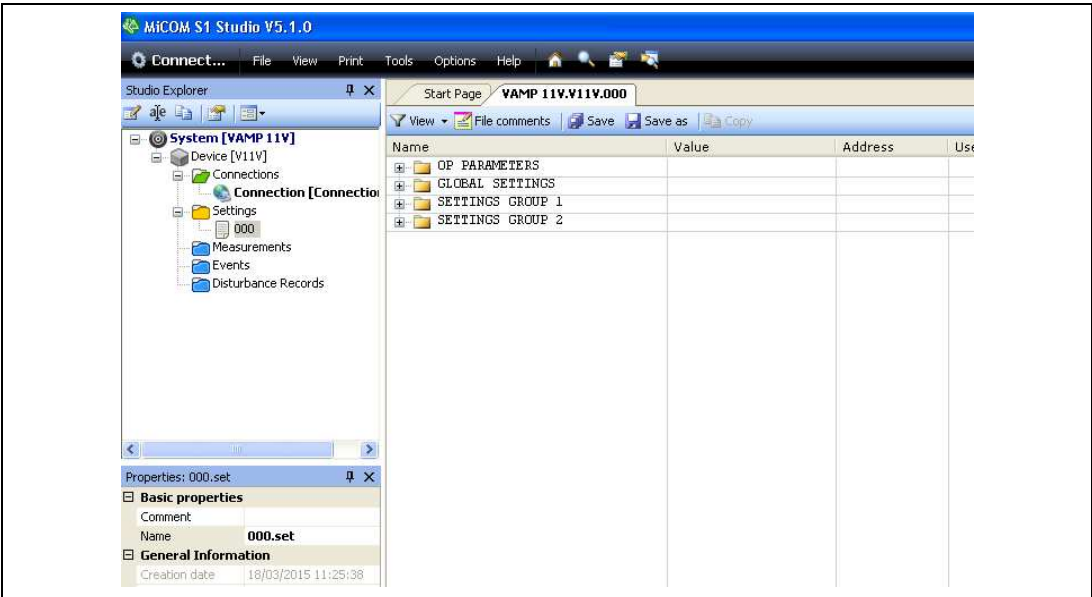 MiCOM S1 Studio V5.1.0
Connect... File View Print Tools Options Help
Studio Explorer
Start Page VAMP 11V.V11V.000
View File comments Save Save as Copy
System [VAMP 11V]
Device [V11V]
Connections
Connection [Connection
Settings
000
Measurements
Events
Disturbance Records
Name Value Address Use
OP PARAMETERS
GLOBAL SETTINGS
SETTINGS GROUP 1
SETTINGS GROUP 2
Properties: 000.set
Basic properties
Comment
Name 000.set
General Information
Creation date 18/03/2015 11:25:38